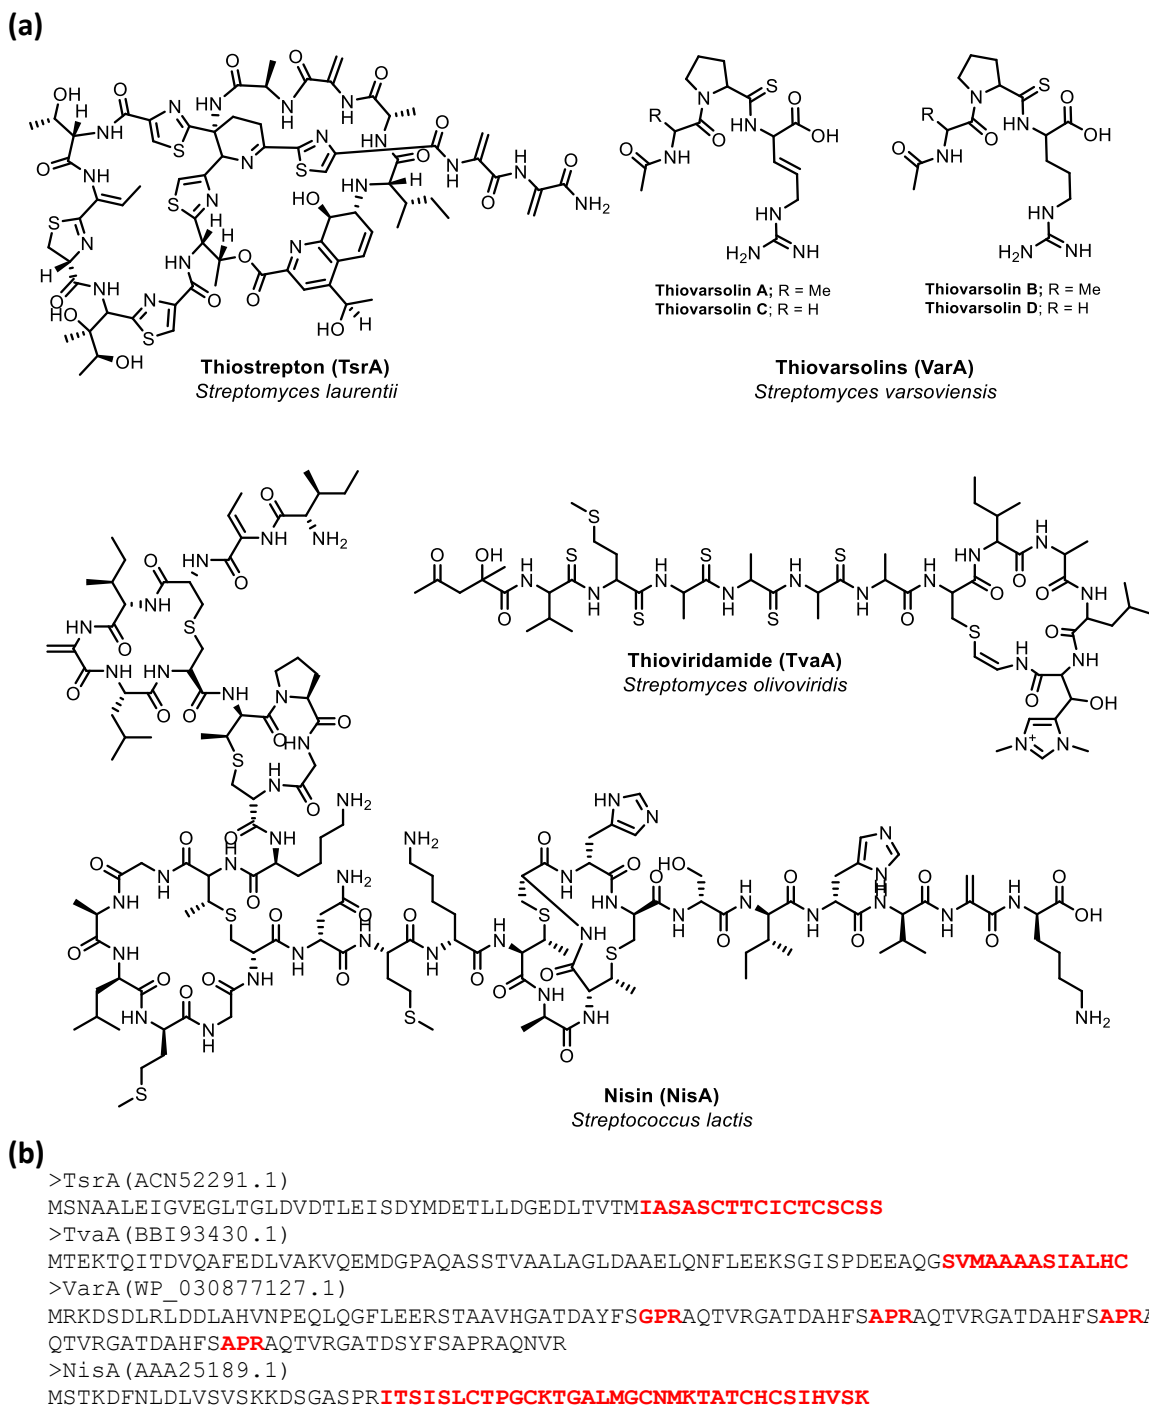 (a)
Thiostrepton (TsrA)
Streptomyces laurentii
Thiovarsolin A; R = Me
Thiovarsolin C; R = H
Thiovarsolin B; R = Me
Thiovarsolin D; R = H
Thiovarsolins (VarA)
Streptomyces varsoviensis
Thioviridamide (TvaA)
Streptomyces olivoviridis
Nisin (NisA)
Streptococcus lactis
(b)
>TsrA(ACN52291.1)
MSNAALEIGVEGLTGLDVDTLEISDYMDETLLDGEDLTVTMIASASCTTCICTCSCSS
>TvaA(BBI93430.1)
MTEKTQITDVQAFEDLVAKVQEMDGPAQASSTVAALAGLDAAELQNFLEEKSGISPDEEAQGSVMAAAASIALHC
>VarA(WP_030877127.1)
MRKDSDLRLDDLAHVNPEQLQGFLEERSTAAVHGATDAYFSGPRAQTVRGATDAHFSAPRAQTVRGATDAHFSAPRA
QTVRGATDAHFSAPRAQTVRGATDSYFSAPRAQNVR
>NisA(AAA25189.1)
MSTKDFNLDLVSVSKKDSGASPRITSISLCTPGCKTGALMGCNMKTATCHCSIHVSK